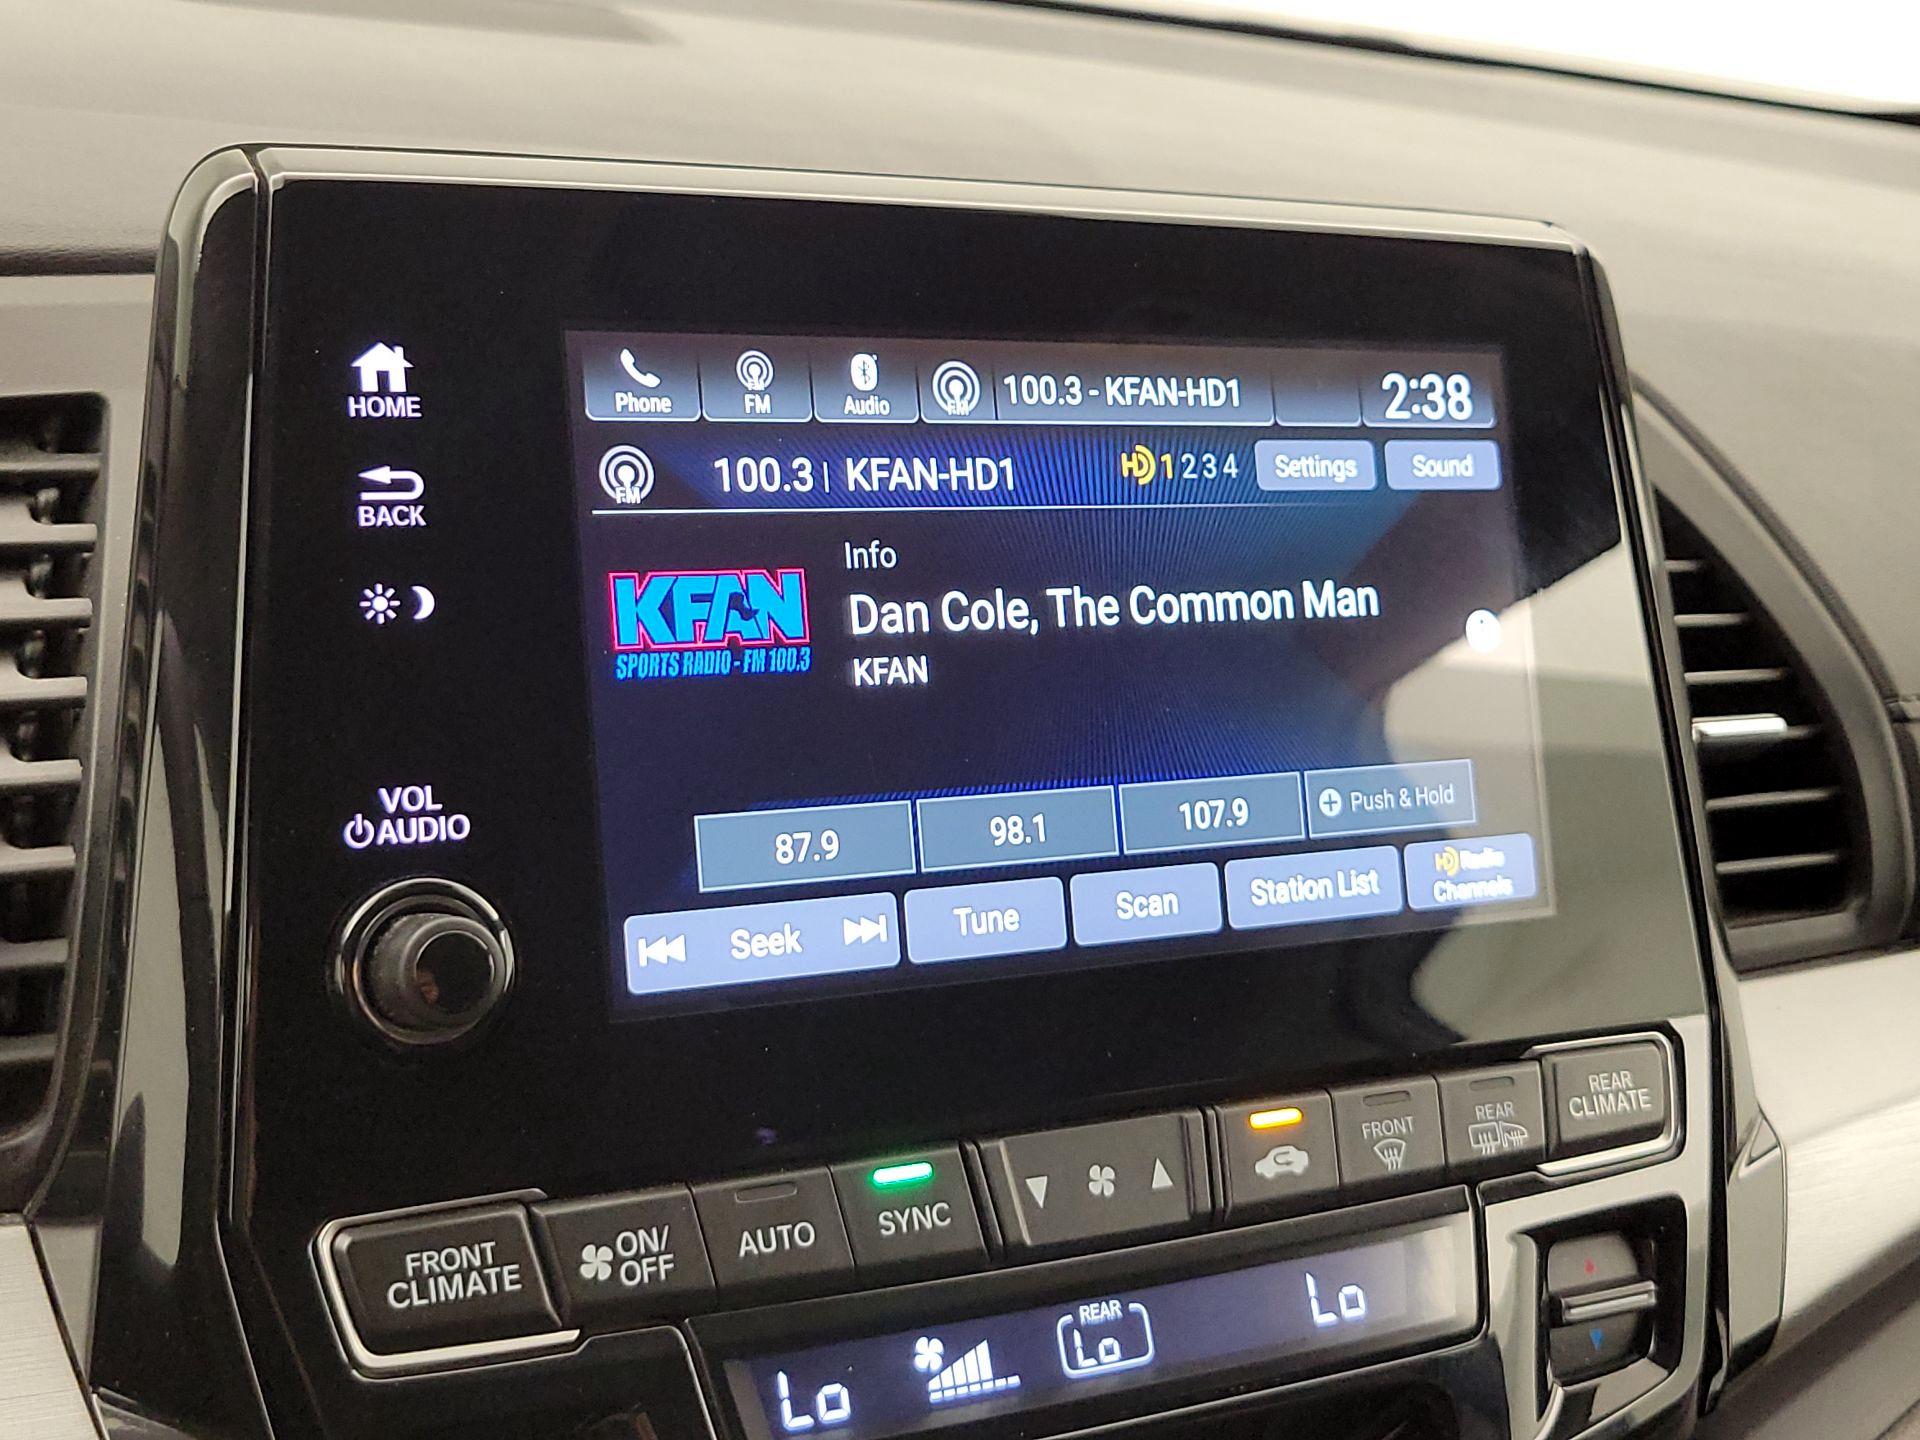 HOME
BACK
VOL
AUDIO
Phone
FM
Audio
FM
100.3 - KFAN-HD1
2:38
FM
100.3 | KFAN-HD1
HD 1 2 3 4
Settings
Sound
Info
Dan Cole, The Common Man
KFAN
KFAN
SPORTS RADIO - FM 100.3
87.9
98.1
107.9
Push & Hold
Seek
Tune
Scan
Station List
HD Radio
Channels
FRONT
CLIMATE
ON/
OFF
AUTO
SYNC
FRONT
REAR
REAR
CLIMATE
Lo
REAR
Lo
Lo